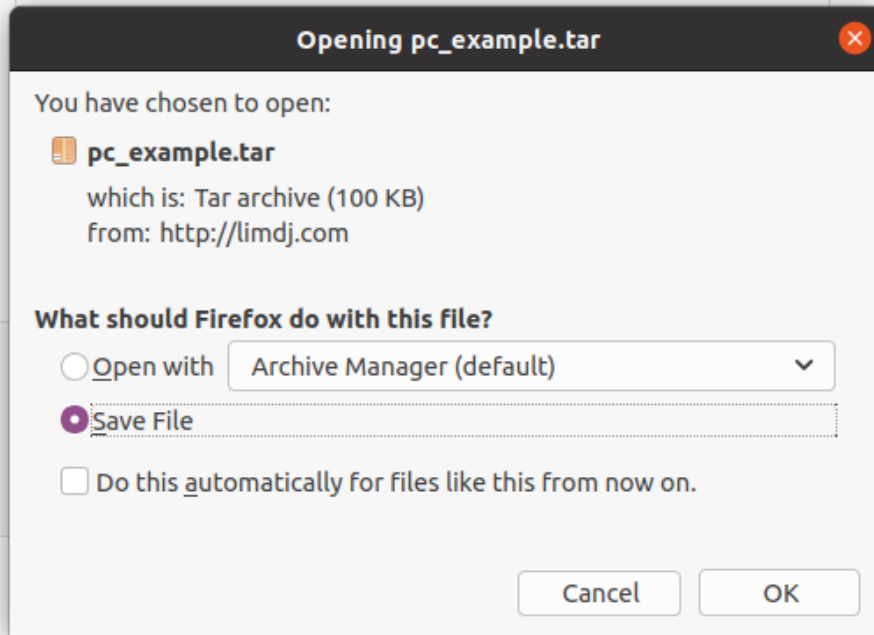 Opening pc_example.tar
You have chosen to open:
pc_example.tar
which is: Tar archive (100 KB)
from: http://limdj.com
What should Firefox do with this file?
Open with Archive Manager (default)
Save File
Do this automatically for files like this from now on.
Cancel OK